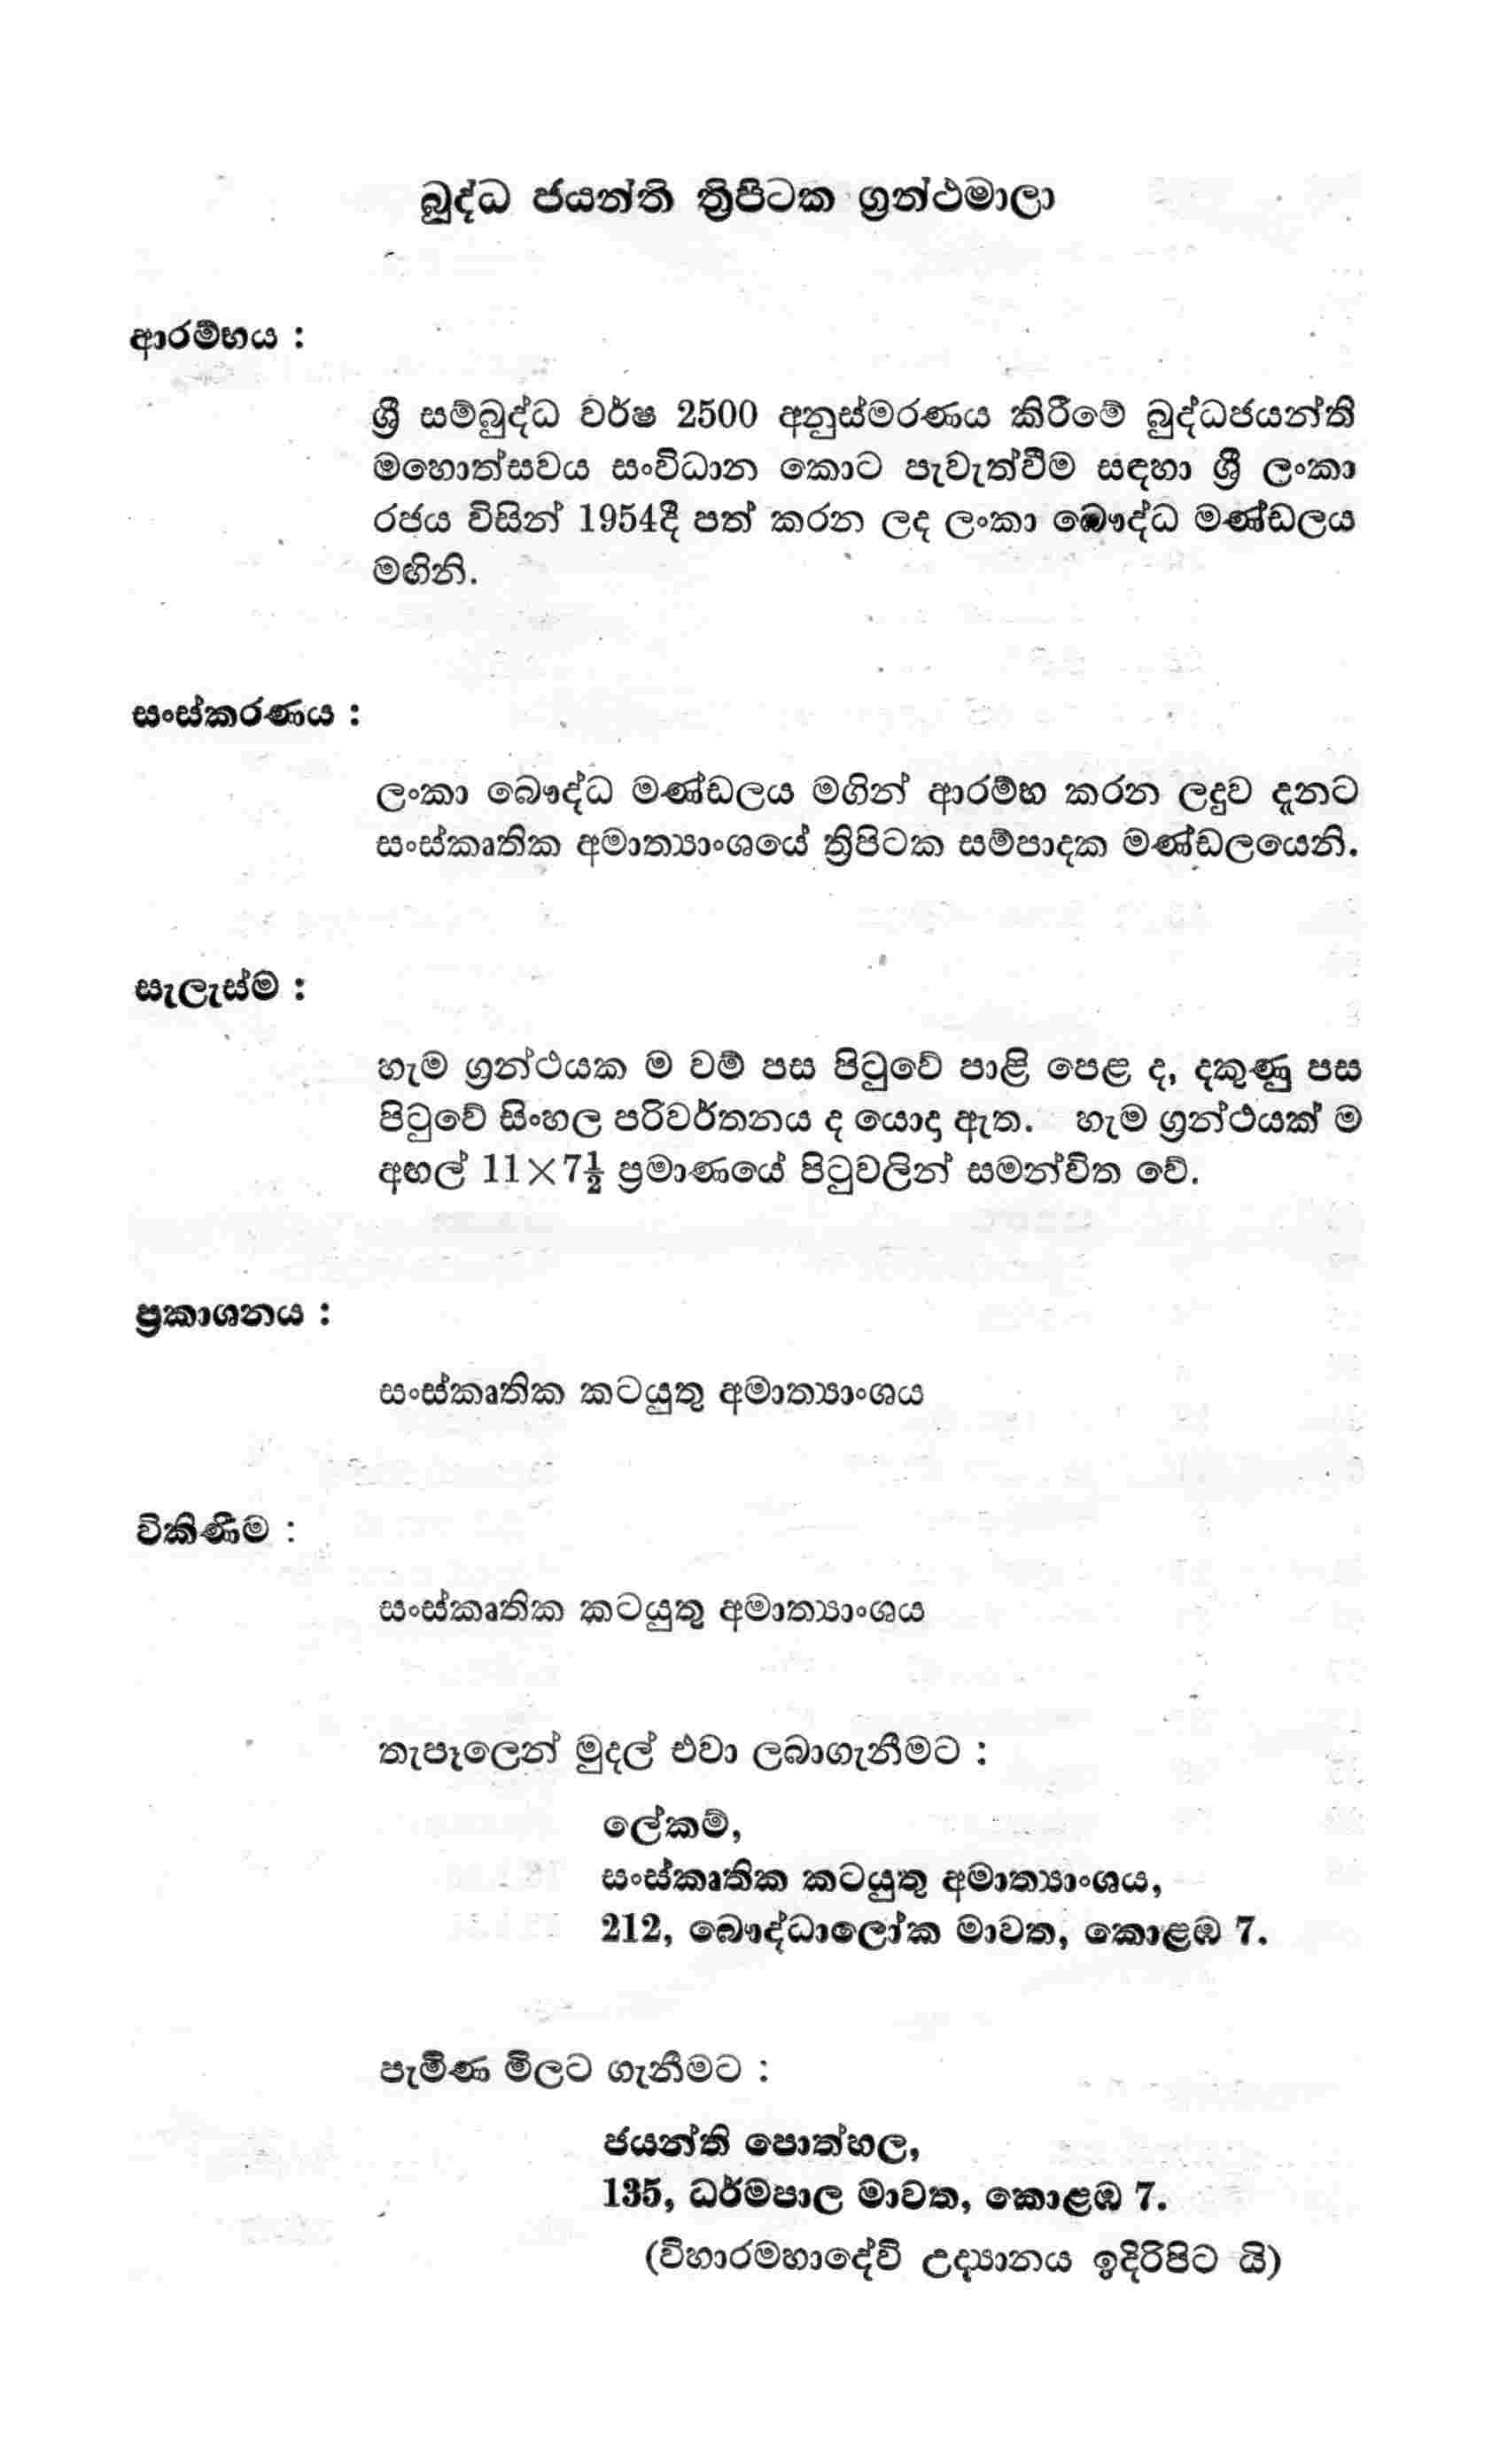 බුද්ධ ජයන්ති ත්‍රිපිටක ග්‍රන්ථමාලා
ආරම්භය :
ශ්‍රී සම්බුද්ධ වර්ෂ 2500 අනුස්මරණය කිරීමේ බුද්ධජයන්ති
මහොත්සවය සංවිධාන කොට පැවැත්වීම සඳහා ශ්‍රී ලංකා
රජය විසින් 1954දී පත් කරන ලද ලංකා බෞද්ධ මණ්ඩලය
මඟිනි.
සංස්කරණය :
ලංකා බෞද්ධ මණ්ඩලය මගින් ආරම්භ කරන ලදුව දැනට
සංස්කෘතික අමාත්‍යාංශයේ ත්‍රිපිටක සම්පාදක මණ්ඩලයෙනි.
සැලැස්ම :
හැම ග්‍රන්ථයක ම වම් පස පිටුවේ පාළි පෙළ ද, දකුණු පස
පිටුවේ සිංහල පරිවර්තනය ද යොදා ඇත. හැම ග්‍රන්ථයක් ම
අඟල් 11×7½ ප්‍රමාණයේ පිටුවලින් සමන්විත වේ.
ප්‍රකාශනය :
සංස්කෘතික කටයුතු අමාත්‍යාංශය
විකිණීම :
සංස්කෘතික කටයුතු අමාත්‍යාංශය
තැපෑලෙන් මුදල් එවා ලබාගැනීමට :
ලේකම්,
සංස්කෘතික කටයුතු අමාත්‍යාංශය,
212, බෞද්ධාලෝක මාවත, කොළඹ 7.
පැමිණ මිලට ගැනීමට :
ජයන්ති පොත්හල,
135, ධර්මපාල මාවත, කොළඹ 7.
(විහාරමහාදේවි උද්‍යානය ඉදිරිපිට යි)